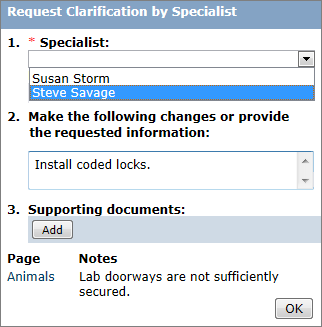 Request Clarification by Specialist
1. * Specialist:
Susan Storm
Steve Savage
2. Make the following changes or provide
the requested information:
Install coded locks.
3. Supporting documents:
Add
Page Notes
Animals Lab doorways are not sufficiently
secured.
OK